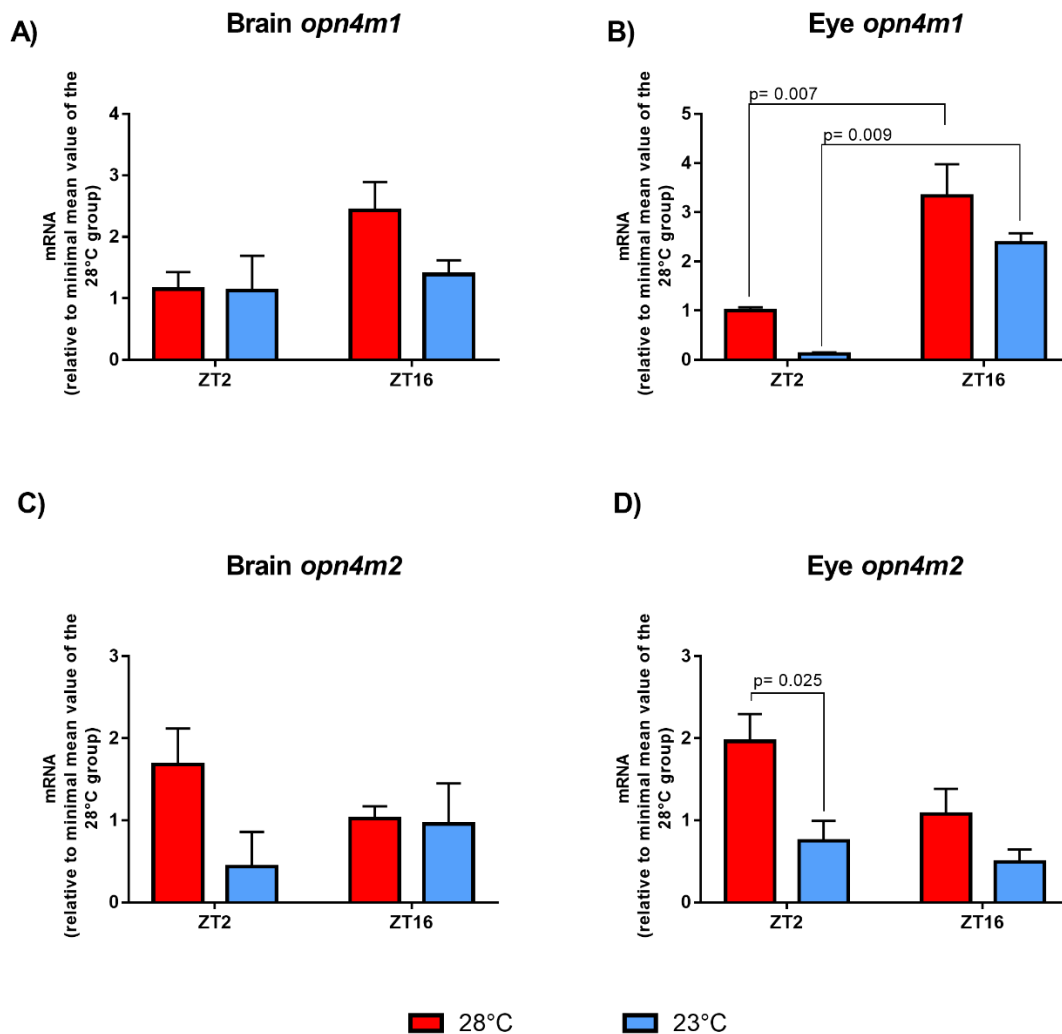 A)
Brain opn4m1
mRNA
(relative to minimal mean value of the
28°C group)
4
3
2
1
0
ZT2
ZT16
B)
Eye opn4m1
mRNA
(relative to minimal mean value of the
28°C group)
p= 0.007
p= 0.009
5
4
3
2
1
0
ZT2
ZT16
C)
Brain opn4m2
mRNA
(relative to minimal mean value of the
28°C group)
3
2
1
0
ZT2
ZT16
D)
Eye opn4m2
mRNA
(relative to minimal mean value of the
28°C group)
p= 0.025
3
2
1
0
ZT2
ZT16
28°C
23°C